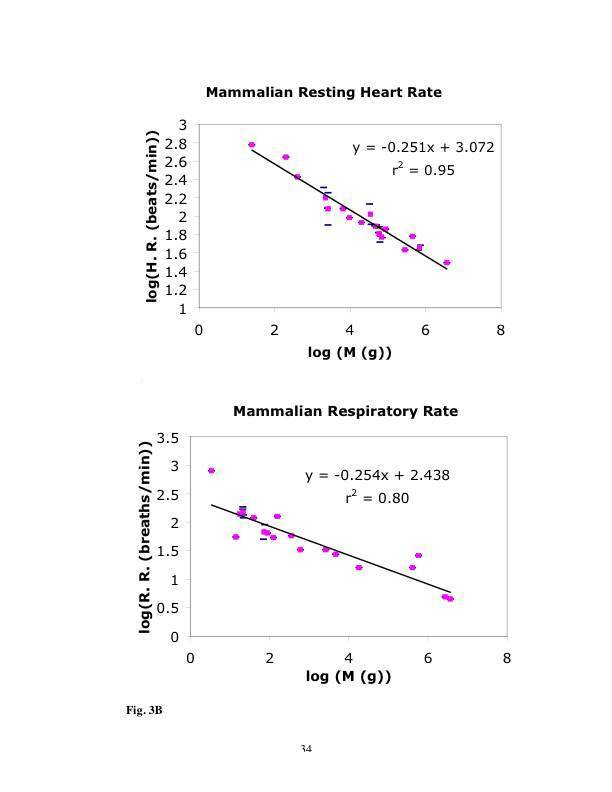 Mammalian Resting Heart Rate
log(H. R. (beats/min))
3
2.8
2.6
2.4
2.2
2
1.8
1.6
1.4
1.2
1
y = -0.251x + 3.072
r² = 0.95
0 2 4 6 8
log (M (g))
Mammalian Respiratory Rate
log(R. R. (breaths/min))
3.5
3
2.5
2
1.5
1
0.5
0
y = -0.254x + 2.438
r² = 0.80
0 2 4 6 8
log (M (g))
Fig. 3B
34